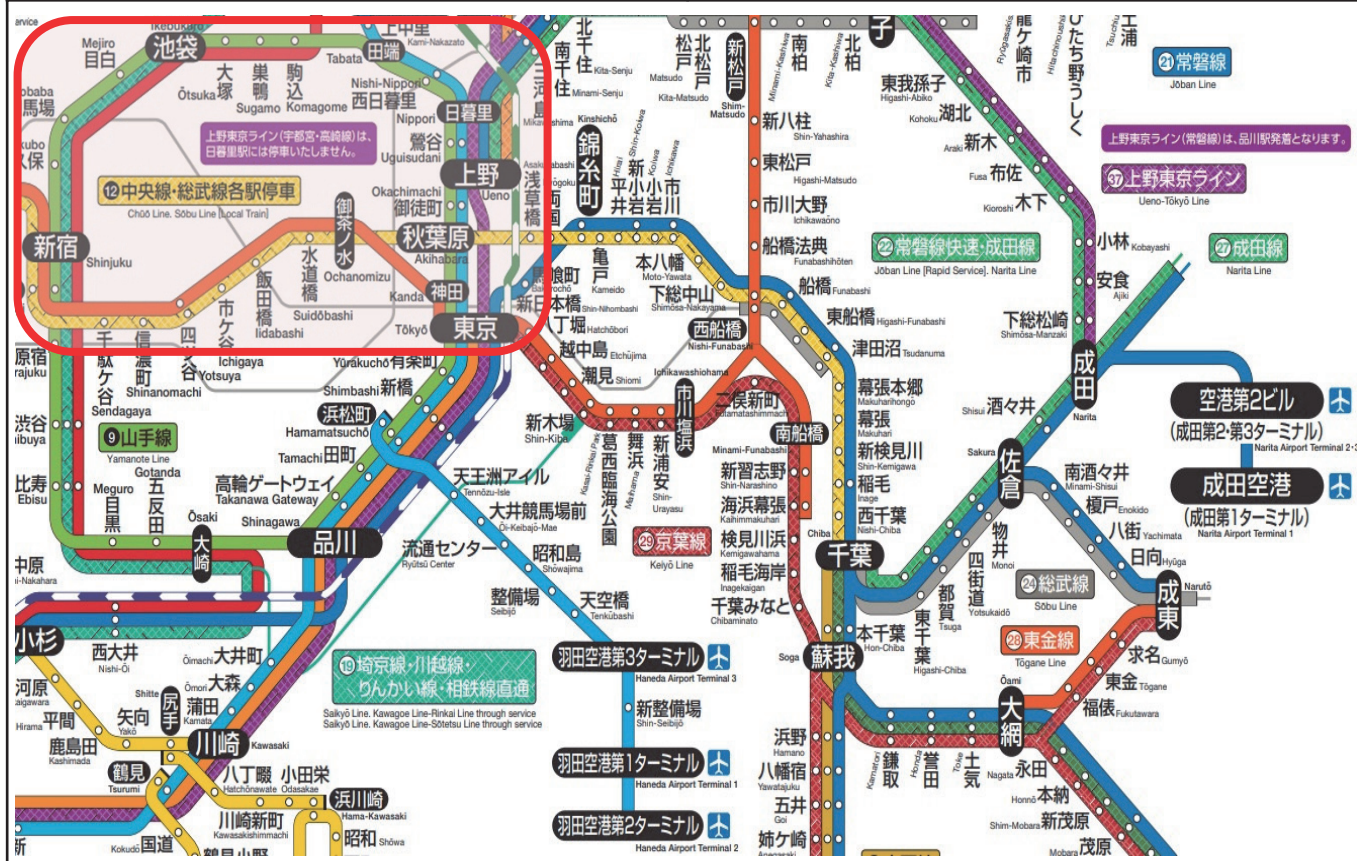 service
Ikebukuro
池袋
Mejiro
目白
大塚
Ōtsuka
巣鴨
Sugamo
駒込
Komagome
田端
Tabata
上中里
Kami-Nakazato
Nishi-Nippori
西日暮里
Nippori
日暮里
鶯谷
Uguisudani
上野
Ueno
Okachimachi
御徒町
秋葉原
Akihabara
Kanda
神田
Tōkyō
東京
上野東京ライン(宇都宮・高崎線)は、
日暮里駅には停車いたしません。
⑫中央線・総武線各駅停車
Chūō Line. Sōbu Line [Local Train]
新宿
Shinjuku
御茶ノ水
Ochanomizu
水道橋
Suidōbashi
飯田橋
Iidabashi
市ケ谷
Ichigaya
四ツ谷
Yotsuya
信濃町
Shinanomachi
千駄ケ谷
Sendagaya
三河島
浅草橋
両国
錦糸町
Kinshichō
南千住
Minami-Senju
北千住
Kita-Senju
松戸
Matsudo
北松戸
Kita-Matsudo
新松戸
Shim-
Matsudo
南柏
Minami-Kashiwa
北柏
Kita-Kashiwa
子
東我孫子
Higashi-Abiko
湖北
Kohoku
新木
Araki
布佐
Fusa
木下
Kioroshi
小林
Kobayashi
安食
Ajiki
下総松崎
Shimōsa-Manzaki
成田
Narita
龍ケ崎市
Ryūgasakishi
ひたち野うしく
Hitachinoushiku
土浦
Tsuchiura
㉑常磐線
Jōban Line
上野東京ライン(常磐線)は、品川駅発着となります。
㊲上野東京ライン
Ueno-Tōkyō Line
㉒常磐線快速・成田線
Jōban Line [Rapid Service]. Narita Line
㉗成田線
Narita Line
新八柱
Shin-Yahashira
東松戸
Higashi-Matsudo
市川大野
Ichikawaōno
船橋法典
Funabashihōten
平井
Hirai
新小岩
Shin-Koiwa
小岩
Koiwa
市川
Ichikawa
亀戸
Kameido
本八幡
Moto-Yawata
下総中山
Shimōsa-Nakayama
西船橋
Nishi-Funabashi
船橋
Funabashi
東船橋
Higashi-Funabashi
津田沼
Tsudanuma
幕張本郷
Makuharihongō
幕張
Makuhari
新検見川
Shin-Kemigawa
稲毛
Inage
西千葉
Nishi-Chiba
Chiba
千葉
馬喰町
Shin-Nihombashi
八丁堀
Hatchōbori
越中島
Etchūjima
潮見
Shiomi
新木場
Shin-Kiba
葛西臨海公園
Kasai-Rinkai Park
舞浜
Maihama
新浦安
Shin-
Urayasu
市川塩浜
Ichikawashiohama
二俣新町
Futamatashimmachi
南船橋
Minami-Funabashi
新習志野
Shin-Narashino
海浜幕張
Kaihimmakuhari
検見川浜
Kemigawahama
稲毛海岸
Inagekaigan
千葉みなと
Chibaminato
Soga
蘇我
㉙京葉線
Keiyō Line
酒々井
Shisui
Sakura
佐倉
物井
Monoi
四街道
Yotsukaidō
都賀
Tsuga
東千葉
Higashi-Chiba
南酒々井
Minami-Shisui
榎戸
Enokido
八街
Yachimata
日向
Hyūga
成東
Narutō
空港第2ビル
(成田第2・第3ターミナル)
Narita Airport Terminal 2・3
成田空港
(成田第1ターミナル)
Narita Airport Terminal 1
㉔総武線
Sōbu Line
㉘東金線
Tōgane Line
求名
Gumyō
東金
Tōgane
福俵
Fukutawara
Ōami
大網
本千葉
Hon-Chiba
鎌取
Kamatori
誉田
Honda
土気
Toke
永田
Nagata
本納
Honnō
新茂原
Shim-Mobara
茂原
Mobara
浜野
Hamano
八幡宿
Yawatajuku
五井
Goi
姉ケ崎
Yūrakuchō
有楽町
Shimbashi
新橋
浜松町
Hamamatsuchō
Tamachi
田町
高輪ゲートウェイ
Takanawa Gateway
Shinagawa
品川
原宿
渋谷
恵比寿
Ebisu
⑨山手線
Yamanote Line
Meguro
目黒
Gotanda
五反田
Ōsaki
大崎
天王洲アイル
Tennōzu-Isle
大井競馬場前
Ōi-Keibajō-Mae
流通センター
Ryūtsū Center
昭和島
Shōwajima
整備場
Seibijō
天空橋
Tenkūbashi
羽田空港第3ターミナル
Haneda Airport Terminal 3
新整備場
Shin-Seibijō
羽田空港第1ターミナル
Haneda Airport Terminal 1
羽田空港第2ターミナル
Haneda Airport Terminal 2
⑲埼京線・川越線・
りんかい線・相鉄線直通
Saikyō Line. Kawagoe Line-Rinkai Line through service
Saikyō Line. Kawagoe Line-Sōtetsu Line through service
中原
小杉
西大井
Nishi-Ōi
Ōimachi
大井町
Ōmori
大森
蒲田
Kamata
川崎
Kawasaki
河原
平間
Hirama
鹿島田
Kashimada
矢向
Yakō
Shitte
尻手
鶴見
Tsurumi
八丁畷
Hatchōnawate
小田栄
Odasakae
川崎新町
Kawasakishimmachi
浜川崎
Hama-Kawasaki
昭和
Shōwa
国道
Kokudō
鶴見小野
新